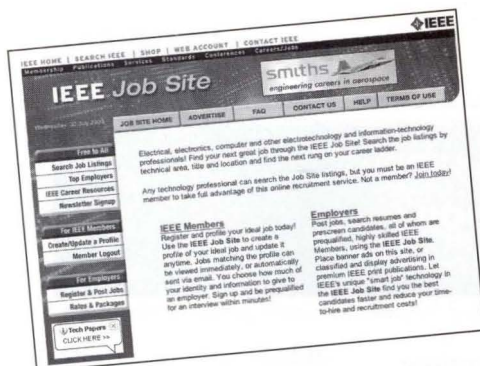 IEEE
IEEE HOME | SEARCH IEEE | SHOP | WEB ACCOUNT | CONTACT IEEE
Membership Publications Services Standards Conferences Careers/Jobs
IEEE Job Site
smiths
engineering careers in aerospace
Wednesday, 30 July 2003
JOB SITE HOME ADVERTISE FAQ CONTACT US HELP TERMS OF USE
Free to All
Search Job Listings
Top Employers
IEEE Career Resources
Newsletter Signup
For IEEE Members
Create/Update a Profile
Member Logout
For Employers
Register & Post Jobs
Rates & Packages
Tech Papers
CLICK HERE >>
Electrical, electronics, computer and other electrotechnology and information-technology
professionals! Find your next great job through the IEEE Job Site! Search the job listings by
technical area, title and location and find the next rung on your career ladder.
Any technology professional can search the Job Site listings, but you must be an IEEE
member to take full advantage of this online recruitment service. Not a member? Join today!
IEEE Members
Register and profile your ideal job today!
Use the IEEE Job Site to create a
profile of your ideal job and update it
anytime. Jobs matching the profile can
be viewed immediately, or automatically
sent via email. You choose how much of
your identity and information to give to
an employer. Sign up and be prequalified
for an interview within minutes!
Employers
Post jobs, search resumes and
prescreen candidates, all of whom are
prequalified, highly skilled IEEE
Members, using the IEEE Job Site.
Place banner ads on this site, or
classified and display advertising in
premium IEEE print publications. Let
IEEE's unique "smart job" technology in
the IEEE Job Site find you the best
candidates faster and reduce your time-
to-hire and recruitment costs!